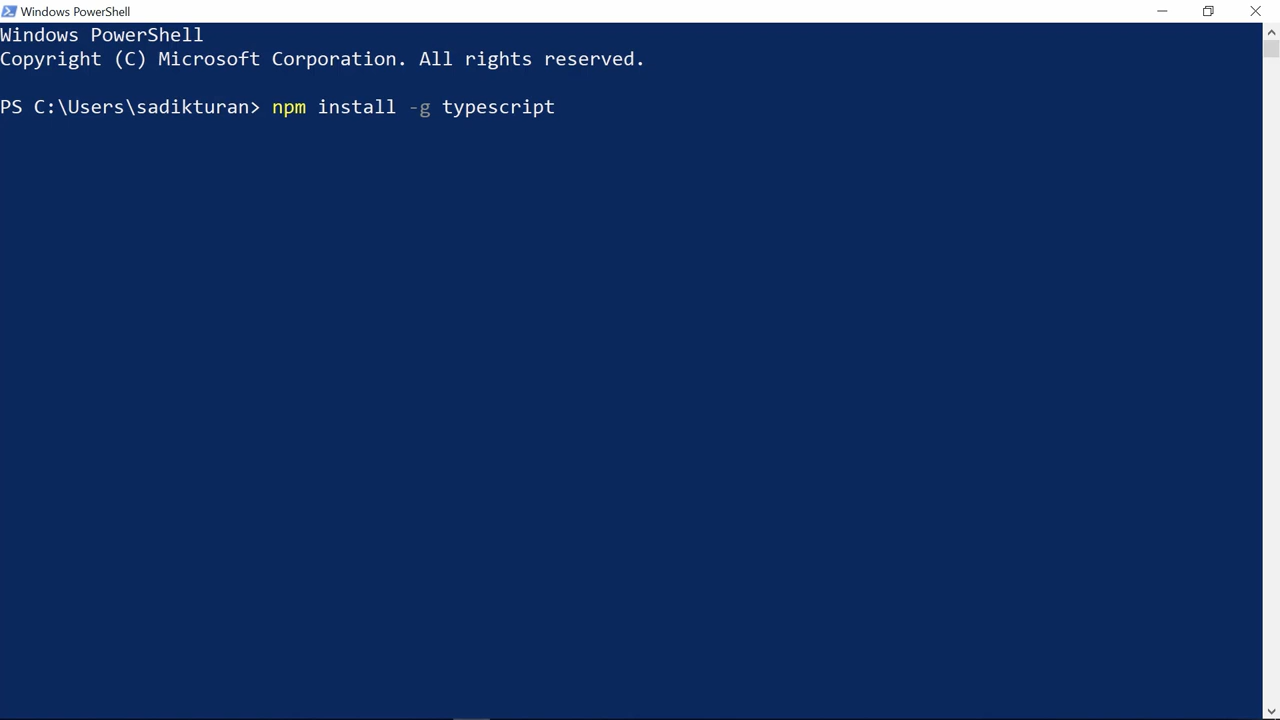 Windows PowerShell
Windows PowerShell
Copyright (C) Microsoft Corporation. All rights reserved.
PS C:\Users\sadikturan> npm install -g typescript